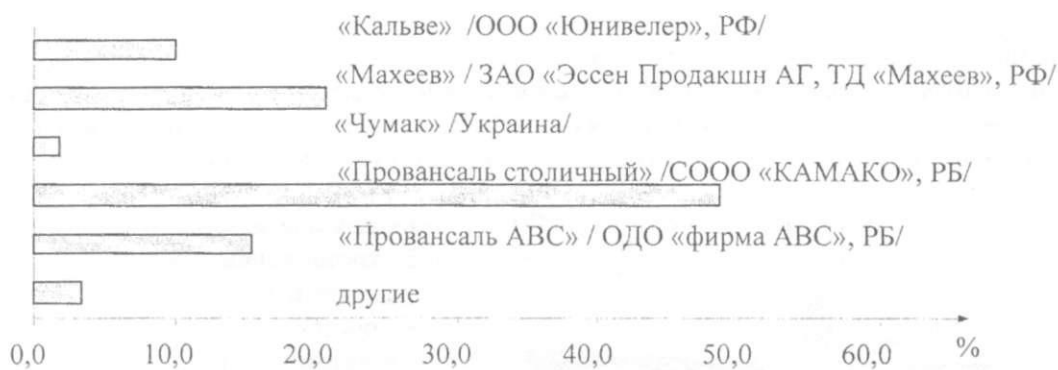 «Кальве» /ООО «Юнивелер», РФ/
«Махеев» / ЗАО «Эссен Продакшн АГ, ТД «Махеев», РФ/
«Чумак» /Украина/
«Провансаль столичный» /СООО «КАМАКО», РБ/
«Провансаль АВС» / ОДО «фирма АВС», РБ/
другие
0,0 10,0 20,0 30,0 40,0 50,0 60,0 %